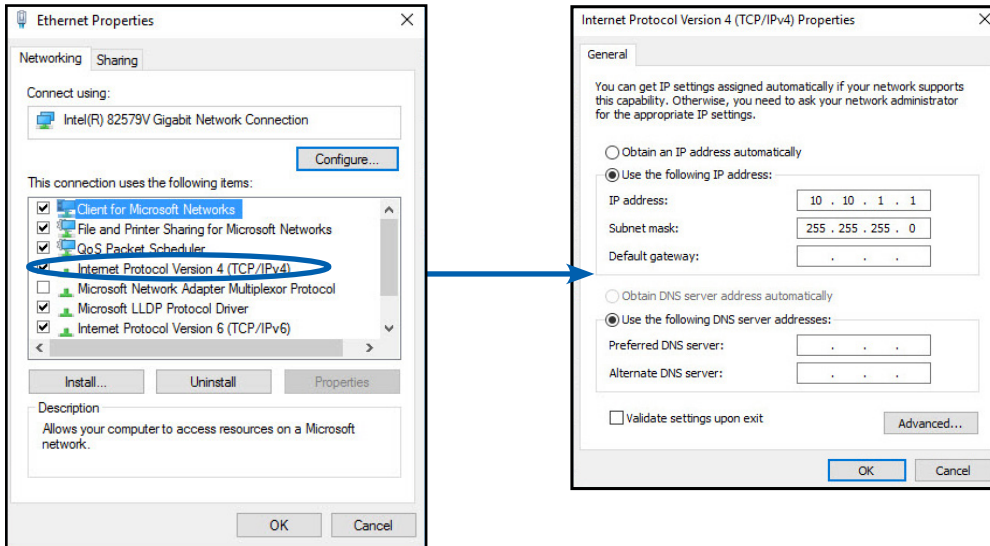 Ethernet Properties
Networking
Sharing
Connect using:
Intel(R) 82579V Gigabit Network Connection
Configure...
This connection uses the following items:
Client for Microsoft Networks
File and Printer Sharing for Microsoft Networks
QoS Packet Scheduler
Internet Protocol Version 4 (TCP/IPv4)
Microsoft Network Adapter Multiplexor Protocol
Microsoft LLDP Protocol Driver
Internet Protocol Version 6 (TCP/IPv6)
Install...
Uninstall
Properties
Description
Allows your computer to access resources on a Microsoft
network.
OK
Cancel
Internet Protocol Version 4 (TCP/IPv4) Properties
General
You can get IP settings assigned automatically if your network supports
this capability. Otherwise, you need to ask your network administrator
for the appropriate IP settings.
Obtain an IP address automatically
Use the following IP address:
IP address: 10 . 10 . 1 . 1
Subnet mask: 255 . 255 . 255 . 0
Default gateway: . . .
Obtain DNS server address automatically
Use the following DNS server addresses:
Preferred DNS server: . . .
Alternate DNS server: . . .
Validate settings upon exit
Advanced...
OK
Cancel